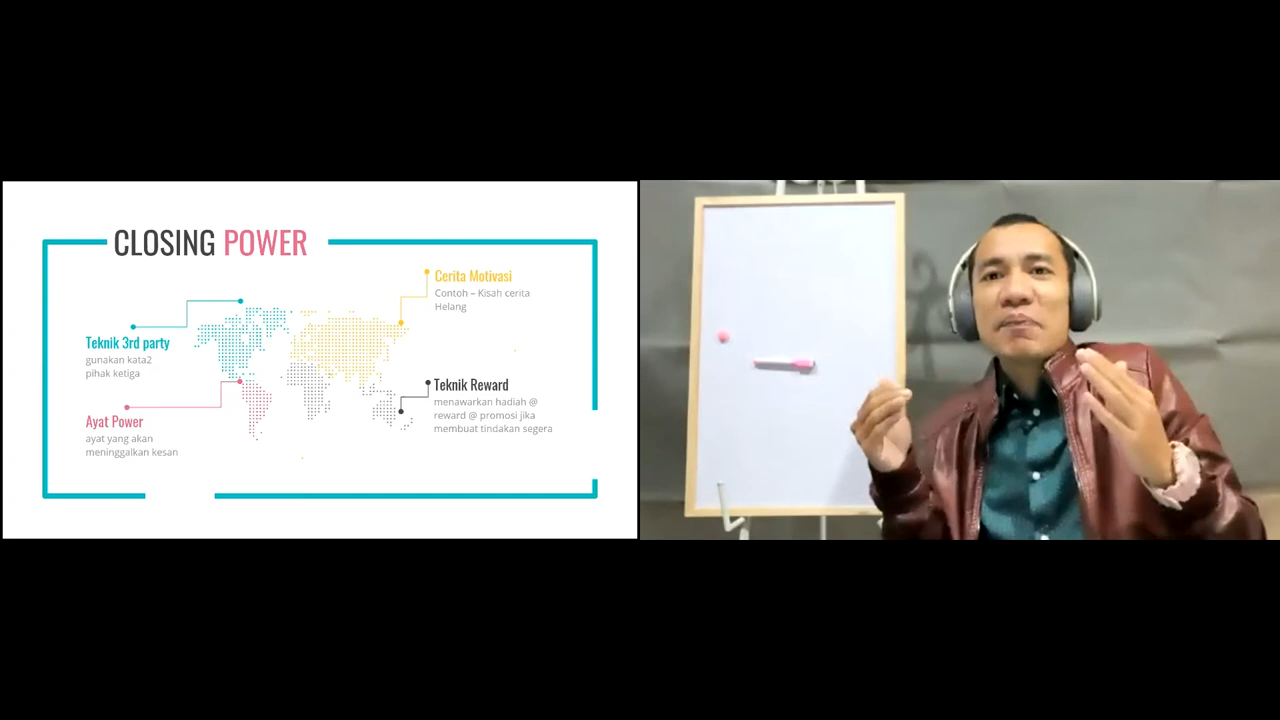 CLOSING POWER
Cerita Motivasi
Contoh – Kisah cerita
Helang
Teknik 3rd party
gunakan kata2
pihak ketiga
Teknik Reward
menawarkan hadiah @
reward @ promosi jika
membuat tindakan segera
Ayat Power
ayat yang akan
meninggalkan kesan